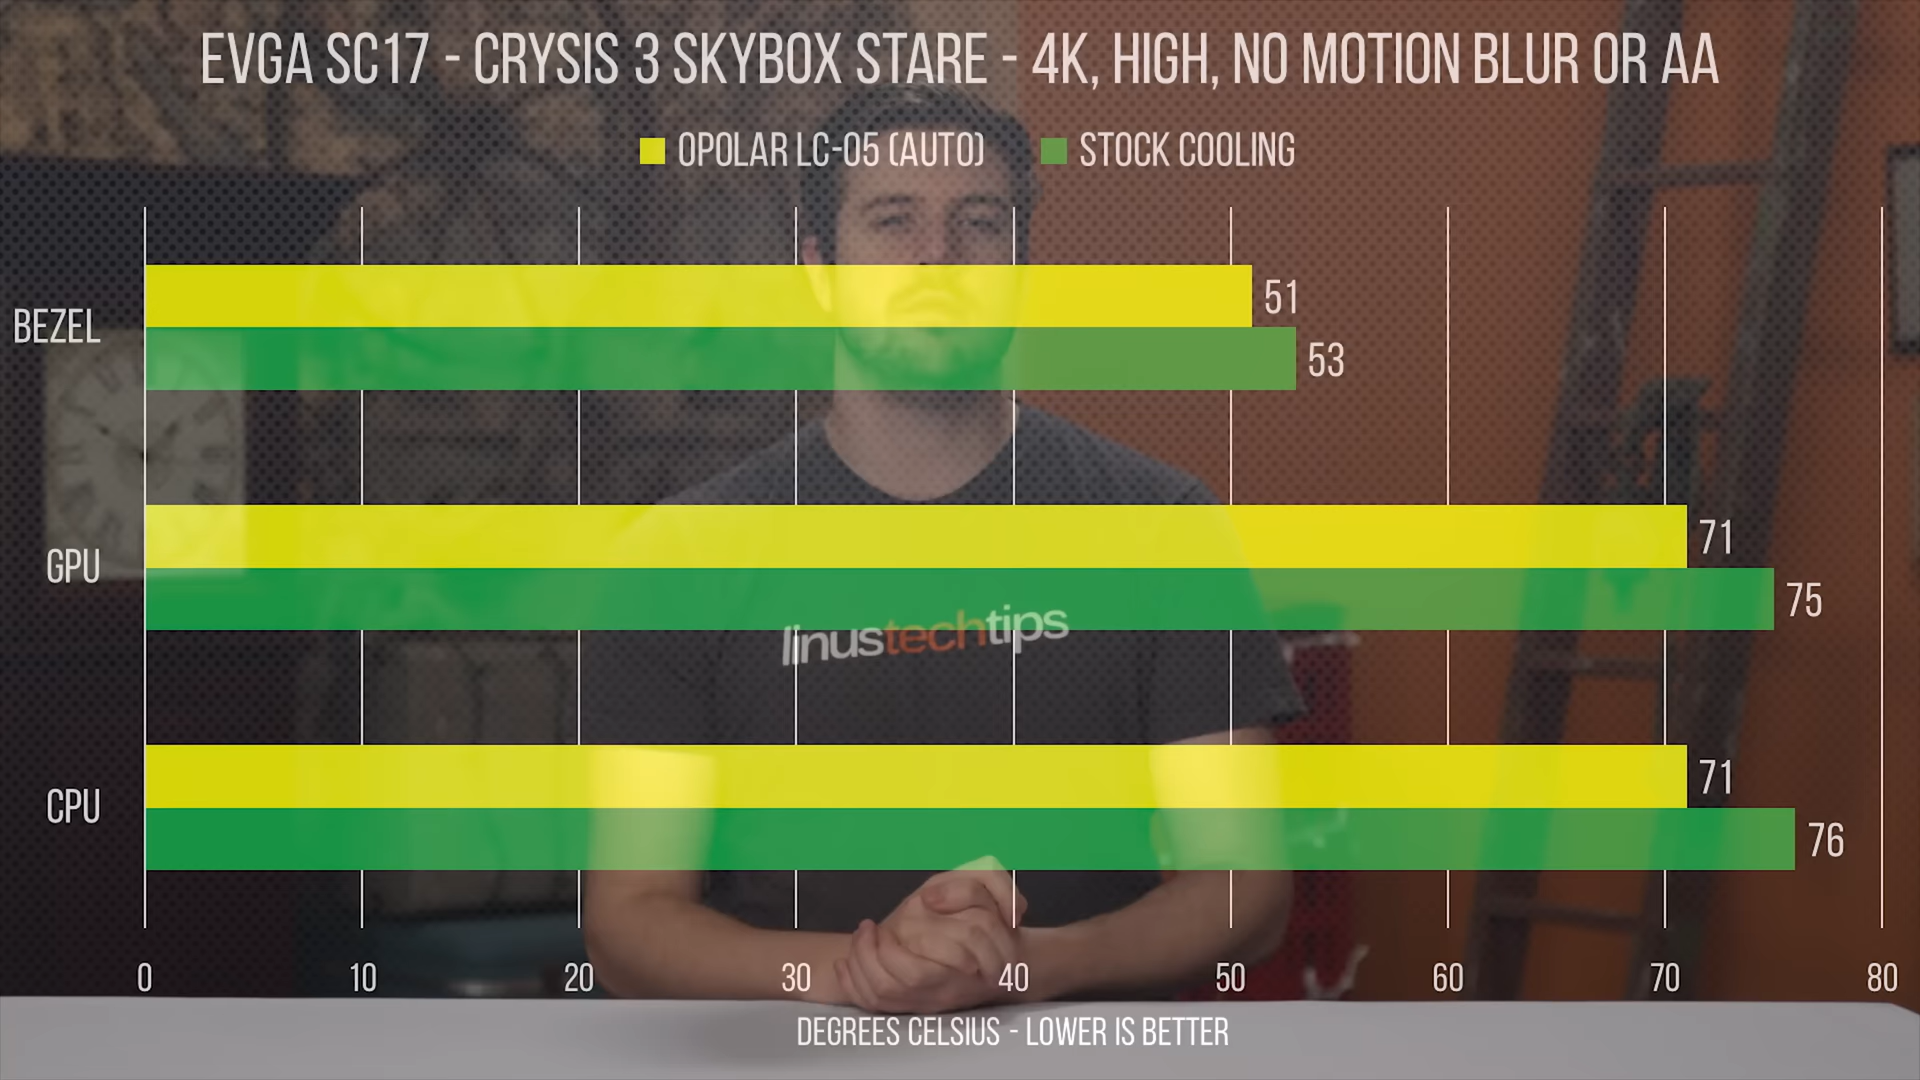 EVGA SC17 - CRYSIS 3 SKYBOX STARE - 4K, HIGH, NO MOTION BLUR OR AA
OPOLAR LC-05 (AUTO) STOCK COOLING
BEZEL
51
53
GPU
71
75
linustechtips
CPU
71
76
0 10 20 30 40 50 60 70 80
DEGREES CELSIUS - LOWER IS BETTER